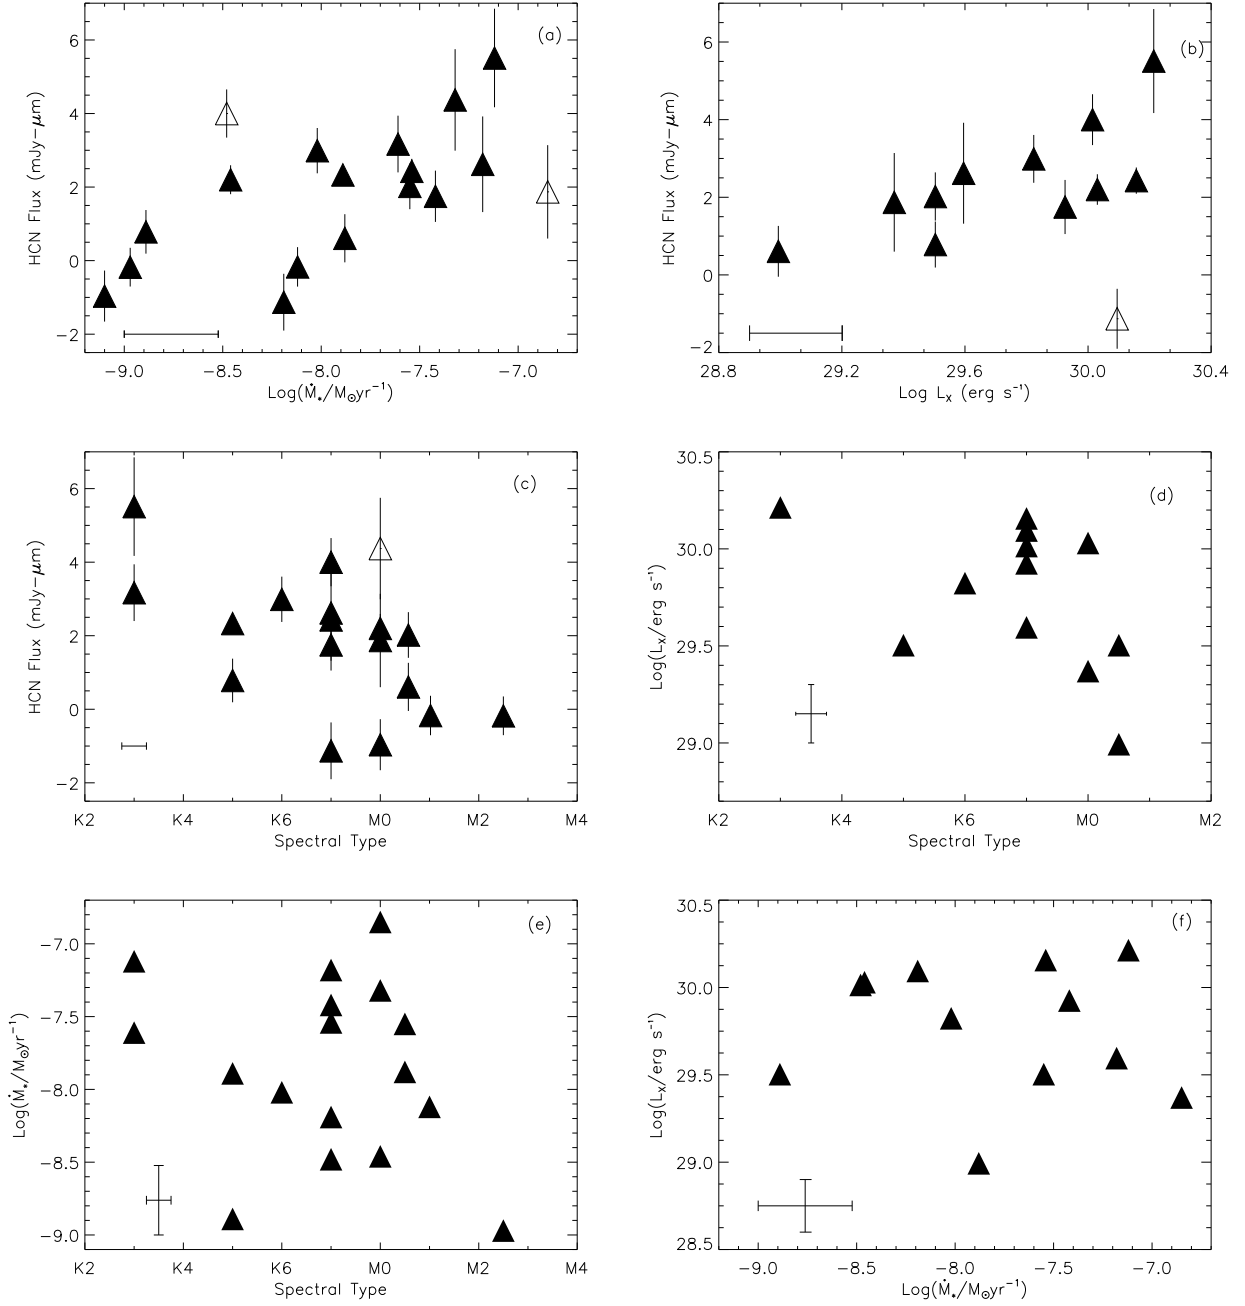 (a)
HCN Flux (mJy−μm)
6
4
2
0
−2
−9.0 −8.5 −8.0 −7.5 −7.0
Log(Ṁ*/M⊙yr⁻¹)
(b)
HCN Flux (mJy−μm)
6
4
2
0
−2
28.8 29.2 29.6 30.0 30.4
Log Lx (erg s⁻¹)
(c)
HCN Flux (mJy−μm)
6
4
2
0
−2
K2 K4 K6 M0 M2 M4
Spectral Type
(d)
Log(Lx/erg s⁻¹)
30.5
30.0
29.5
29.0
K2 K4 K6 M0 M2
Spectral Type
(e)
Log(Ṁ*/M⊙yr⁻¹)
−7.0
−7.5
−8.0
−8.5
−9.0
K2 K4 K6 M0 M2 M4
Spectral Type
(f)
Log(Lx/erg s⁻¹)
30.5
30.0
29.5
29.0
28.5
−9.0 −8.5 −8.0 −7.5 −7.0
Log(Ṁ*/M⊙yr⁻¹)